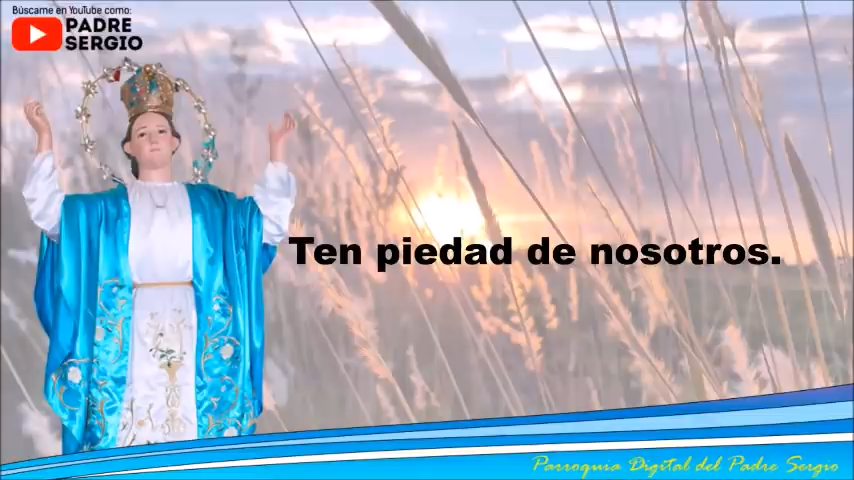 Búscame en YouTube como:
PADRE
SERGIO
Ten piedad de nosotros.
Parroquia Digital del Padre Sergio